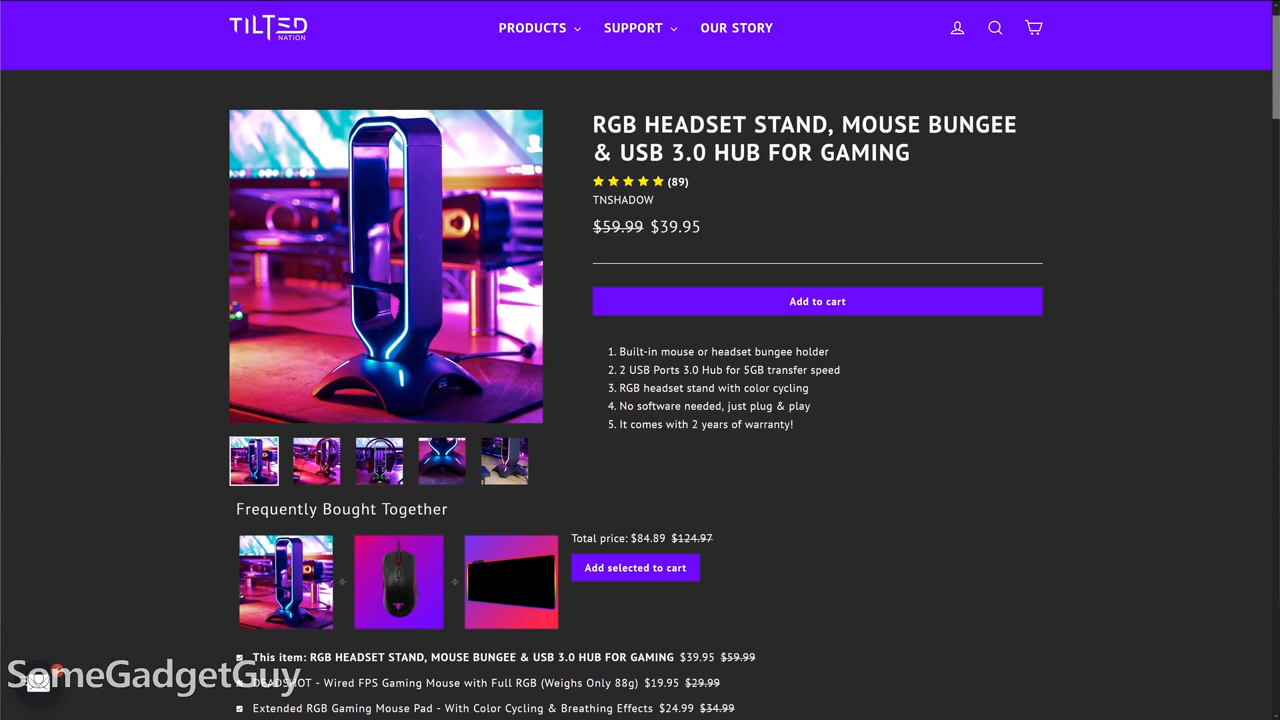 TILTED
NATION
PRODUCTS
SUPPORT
OUR STORY
RGB HEADSET STAND, MOUSE BUNGEE
& USB 3.0 HUB FOR GAMING
(89)
TNSHADOW
$59.99 $39.95
Add to cart
1. Built-in mouse or headset bungee holder
2. 2 USB Ports 3.0 Hub for 5GB transfer speed
3. RGB headset stand with color cycling
4. No software needed, just plug & play
5. It comes with 2 years of warranty!
Frequently Bought Together
Total price: $84.89 $124.97
Add selected to cart
This item: RGB HEADSET STAND, MOUSE BUNGEE & USB 3.0 HUB FOR GAMING $39.95 $59.99
DEADSHOT - Wired FPS Gaming Mouse with Full RGB (Weighs Only 88g) $19.95 $29.99
Extended RGB Gaming Mouse Pad - With Color Cycling & Breathing Effects $24.99 $34.99
SomeGadgetGuy